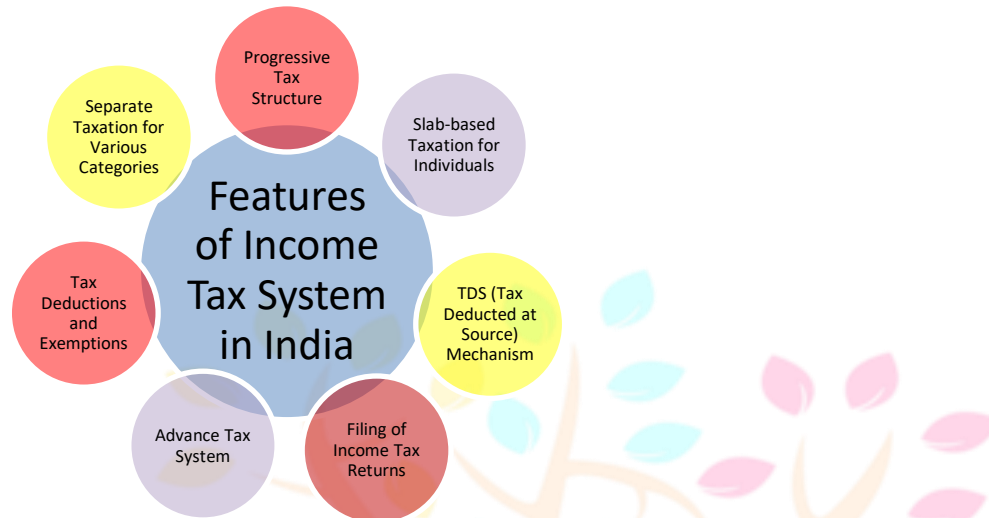 Features
of Income
Tax System
in India
Progressive
Tax
Structure
Slab-based
Taxation for
Individuals
TDS (Tax
Deducted at
Source)
Mechanism
Filing of
Income Tax
Returns
Advance Tax
System
Tax
Deductions
and
Exemptions
Separate
Taxation for
Various
Categories